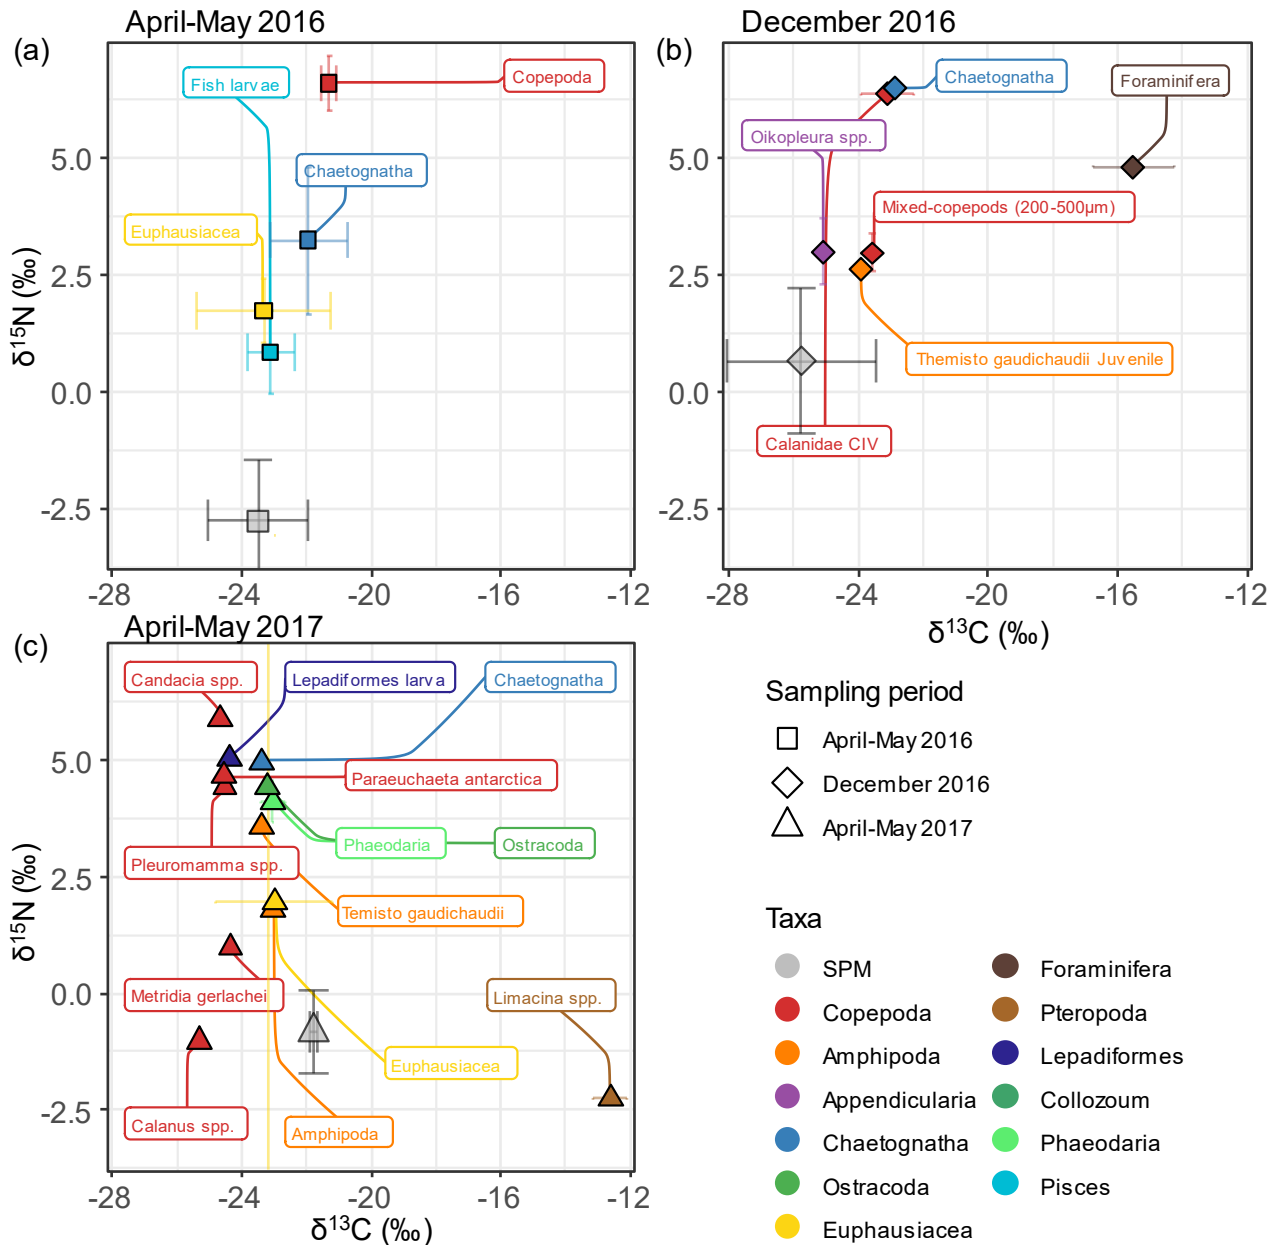 April-May 2016
(a)
Fish larvae
Copepoda
Chaetognatha
Euphausiacea
5.0
2.5
0.0
-2.5
δ15N (‰)
-28
-24
-20
-16
-12
December 2016
(b)
Chaetognatha
Foraminifera
Oikopleura spp.
Mixed-copepods (200-500µm)
Themisto gaudichaudii Juvenile
Calanidae CIV
5.0
2.5
0.0
-2.5
δ15N (‰)
-28
-24
-20
-16
-12
δ13C (‰)
April-May 2017
(c)
Candacia spp.
Lepadiformes larva
Chaetognatha
Paraeuchaeta antarctica
Phaeodaria
Ostracoda
Pleuromamma spp.
Temisto gaudichaudii
Metridia gerlachei
Limacina spp.
Euphausiacea
Calanus spp.
Amphipoda
5.0
2.5
0.0
-2.5
δ15N (‰)
-28
-24
-20
-16
-12
δ13C (‰)
Sampling period
April-May 2016
December 2016
April-May 2017
Taxa
SPM
Copepoda
Amphipoda
Appendicularia
Chaetognatha
Ostracoda
Euphausiacea
Foraminifera
Pteropoda
Lepadiformes
Collozoum
Phaeodaria
Pisces